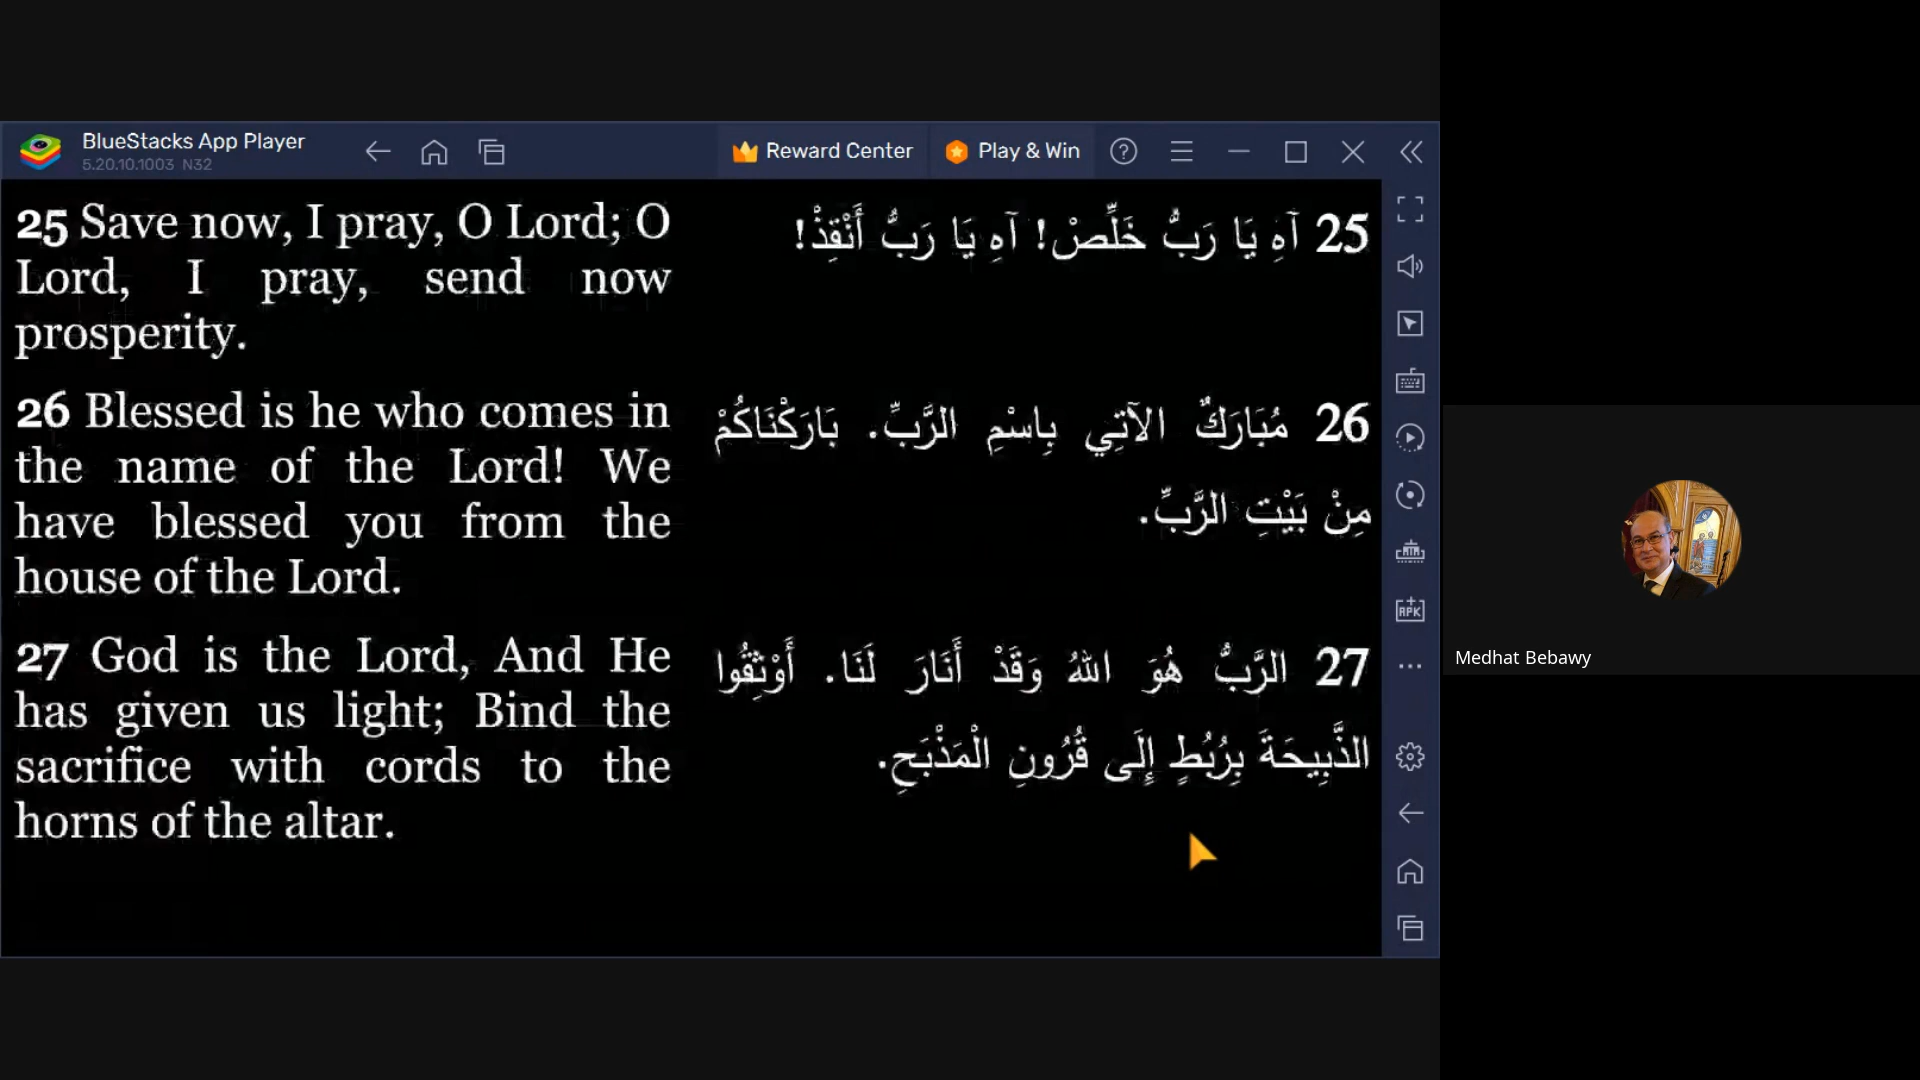 BlueStacks App Player
5.20.10.1003 N32
Reward Center
Play & Win
25 Save now, I pray, O Lord; O
Lord, I pray, send now
prosperity.
26 Blessed is he who comes in
the name of the Lord! We
have blessed you from the
house of the Lord.
27 God is the Lord, And He
has given us light; Bind the
sacrifice with cords to the
horns of the altar.
25 آهِ يَا رَبُّ خَلِّصْ! آهِ يَا رَبُّ أَنْقِذْ!
26 مُبَارَكٌ الآتِي بِاسْمِ الرَّبِّ. بَارَكْنَاكُمْ
مِنْ بَيْتِ الرَّبِّ.
27 الرَّبُّ هُوَ اللهُ وَقَدْ أَنَارَ لَنَا. أَوْثِقُوا
الذَّبِيحَةَ بِرُبُطٍ إِلَى قُرُونِ الْمَذْبَحِ.
APK
Medhat Bebawy